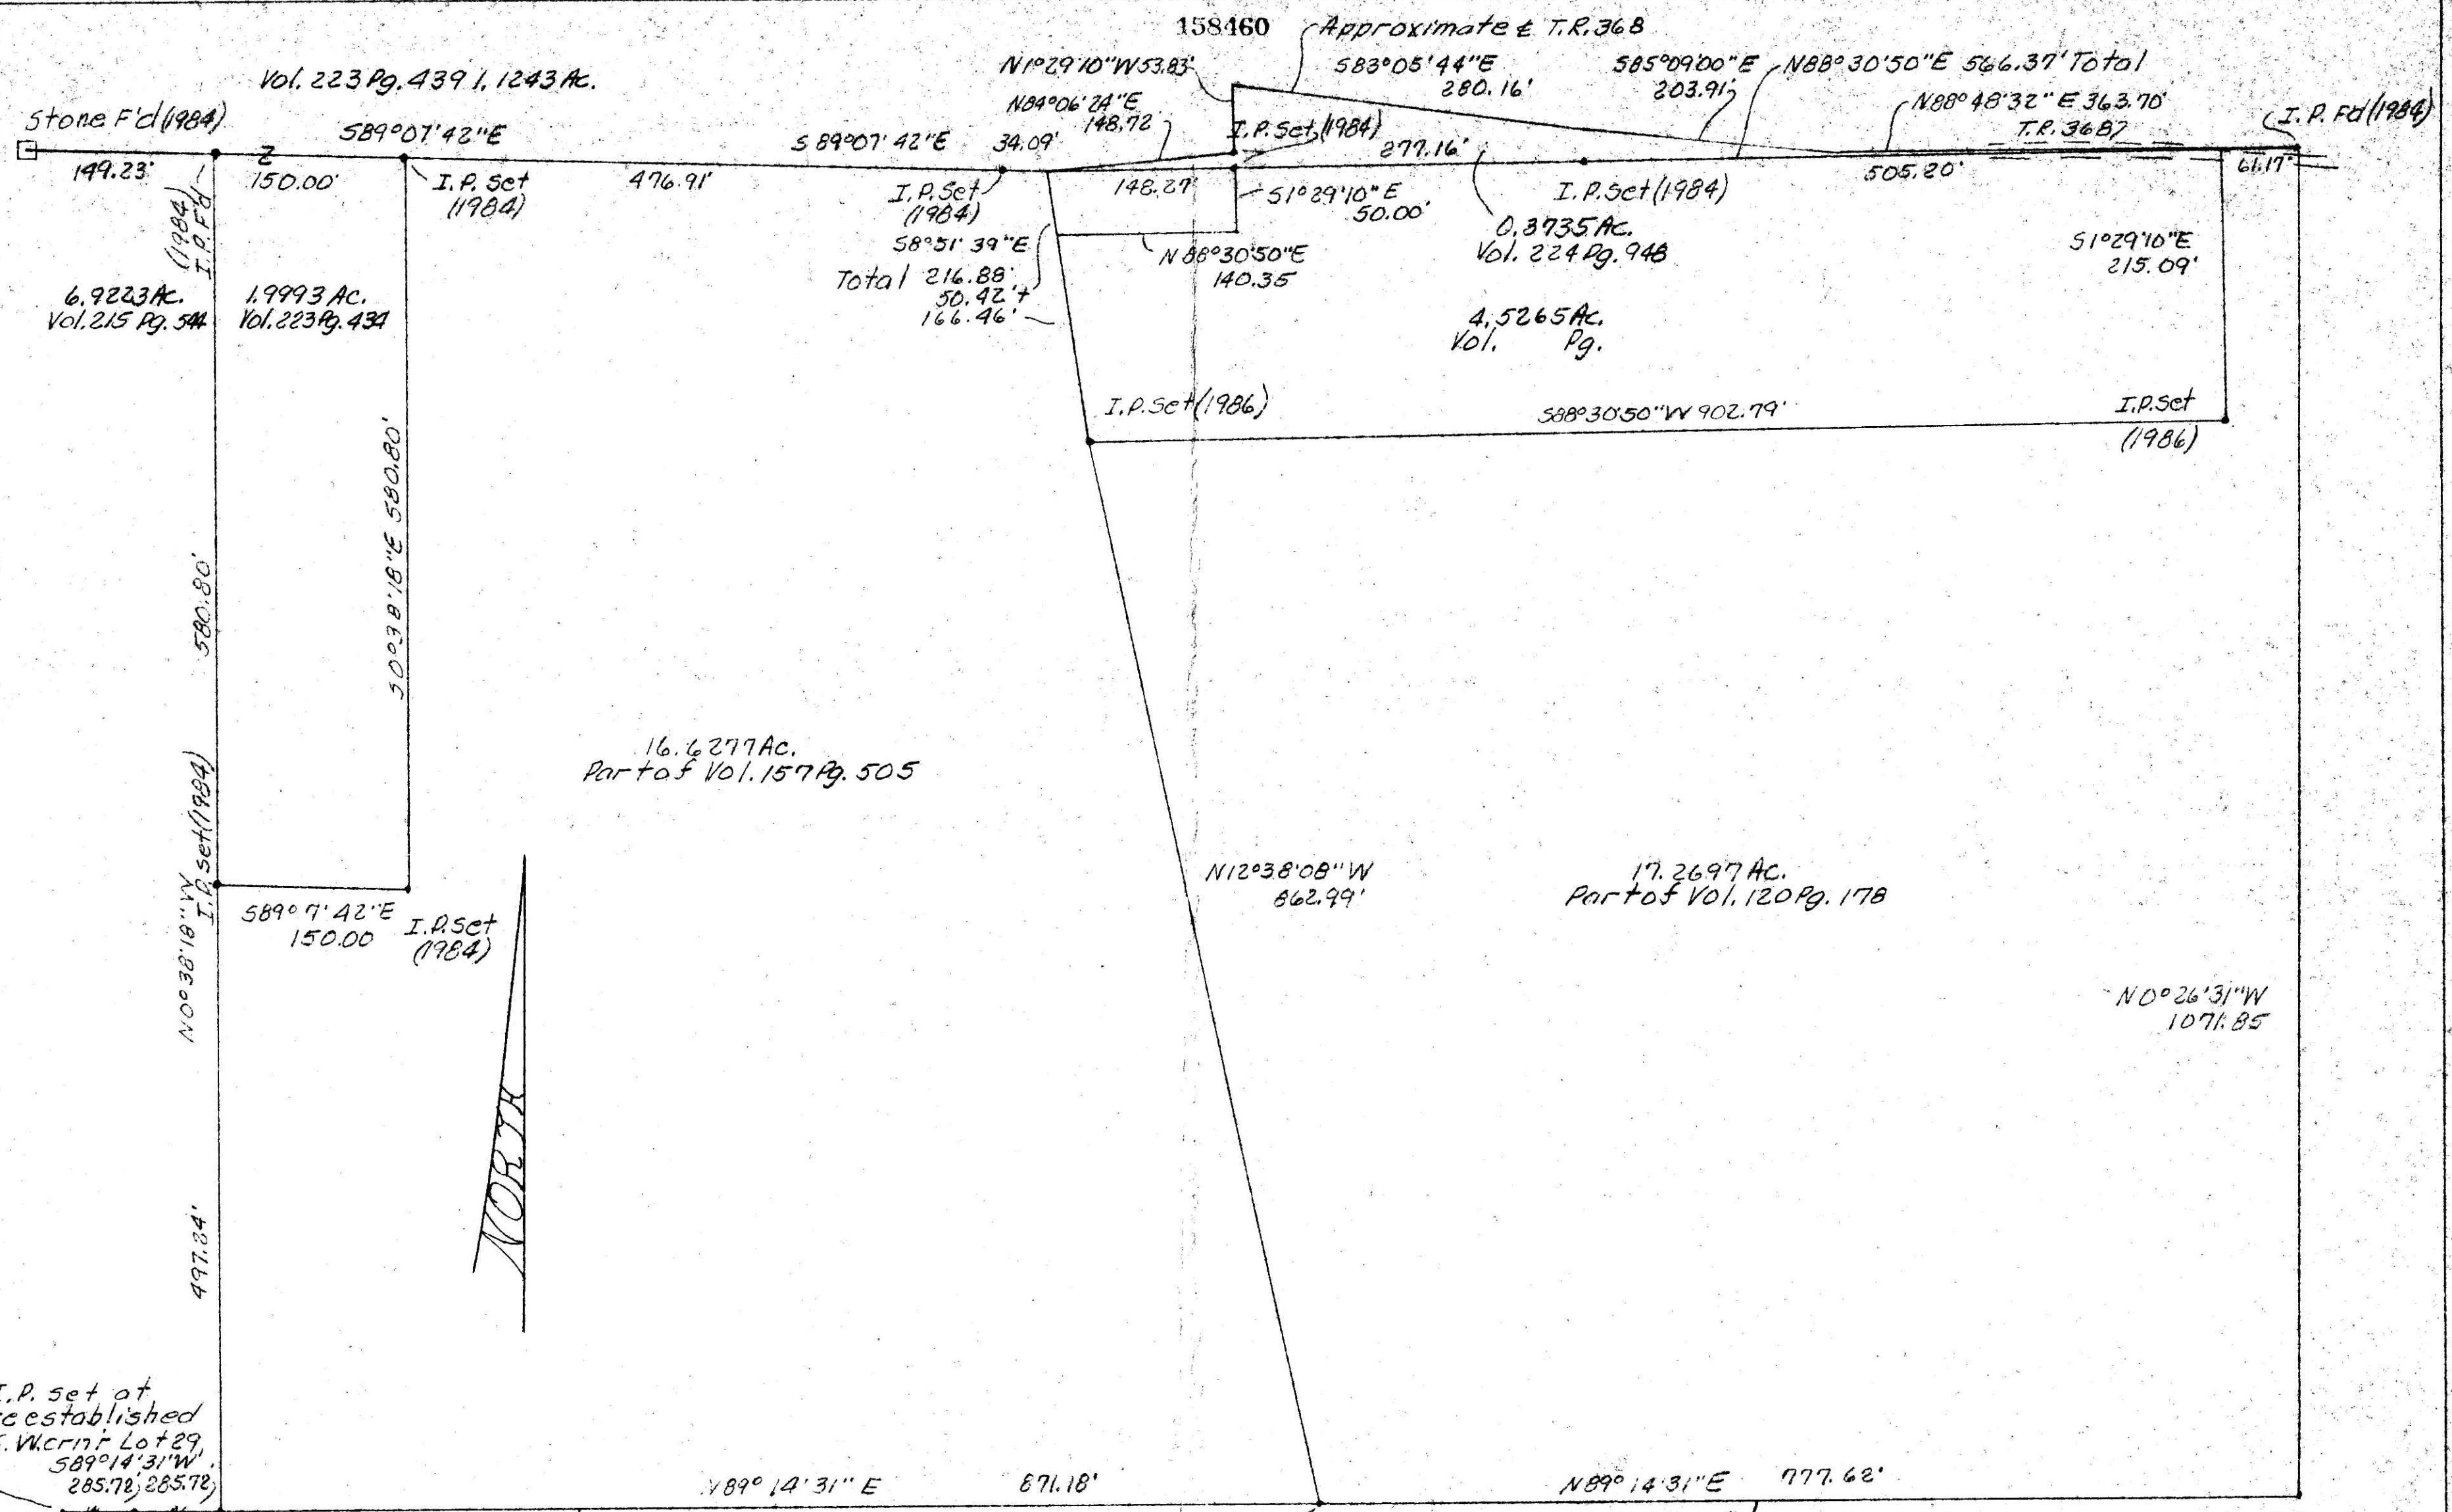 158460
Approximate ℄ T.R. 368
N1°29'10"W 53.83'
S83°05'44"E
280.16'
S85°09'00"E
203.91'
N88°30'50"E 566.37' Total
N88°48'32"E 363.70'
T.R. 368
I.P. Fd (1984)
Vol. 223 Pg. 439 1.1243 Ac.
Stone F'd (1984)
S89°07'42"E
N84°06'24"E
148.72
I.P. Set (1984)
S89°07'42"E
34.09'
277.16'
149.23'
Z
150.00'
I.P. Set
(1984)
476.91'
I.P. Set
(1984)
148.27'
S1°29'10"E
50.00'
I.P. Set (1984)
505.20'
61.17'
(1984)
I.P. F'd
S8°51'39"E
Total 216.88'
50.42' +
166.46'
N88°30'50"E
140.35
0.3735 Ac.
Vol. 224 Pg. 948
S1°29'10"E
215.09'
6.9223 Ac.
Vol. 215 Pg. 544
1.9993 Ac.
Vol. 223 Pg. 434
4.5265 Ac.
Vol. Pg.
I.P. Set (1986)
S88°30'50"W 902.79'
I.P. Set
(1986)
580.80'
S0°38'18"E 580.80'
16.6277 Ac.
Part of Vol. 157 Pg. 505
I.P. Set (1984)
N0°38'18"W
S89°7'42"E
150.00
I.P. Set
(1984)
N12°38'08"W
862.99'
17.2697 Ac.
Part of Vol. 120 Pg. 178
N0°26'31"W
1071.85
NORTH
497.24'
I.P. set at
re established
. W. crn'r Lot 29,
S89°14'31"W
285.72', 285.72'
N89°14'31"E 871.18'
N89°14'31"E 777.62'